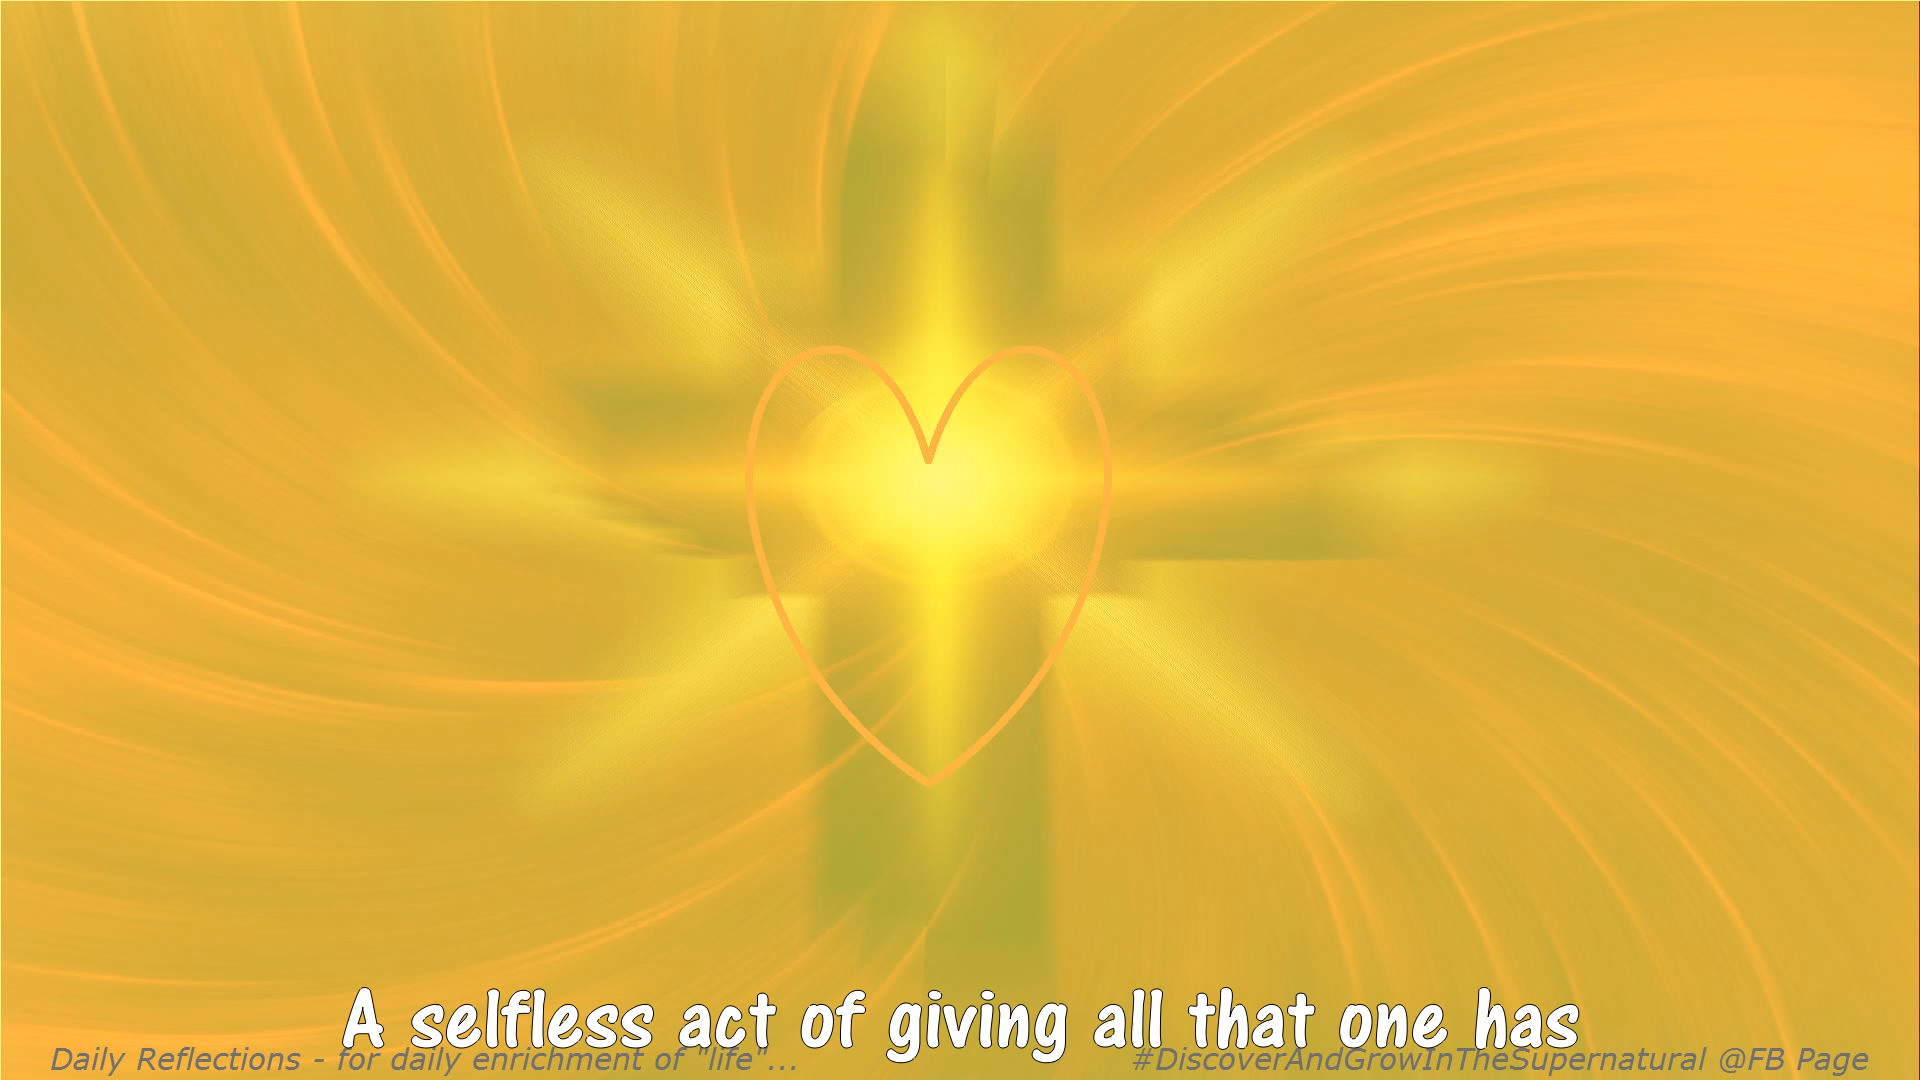 A selfless act of giving all that one has
Daily Reflections - for daily enrichment of "life"... #DiscoverAndGrowInTheSupernatural @FB Page